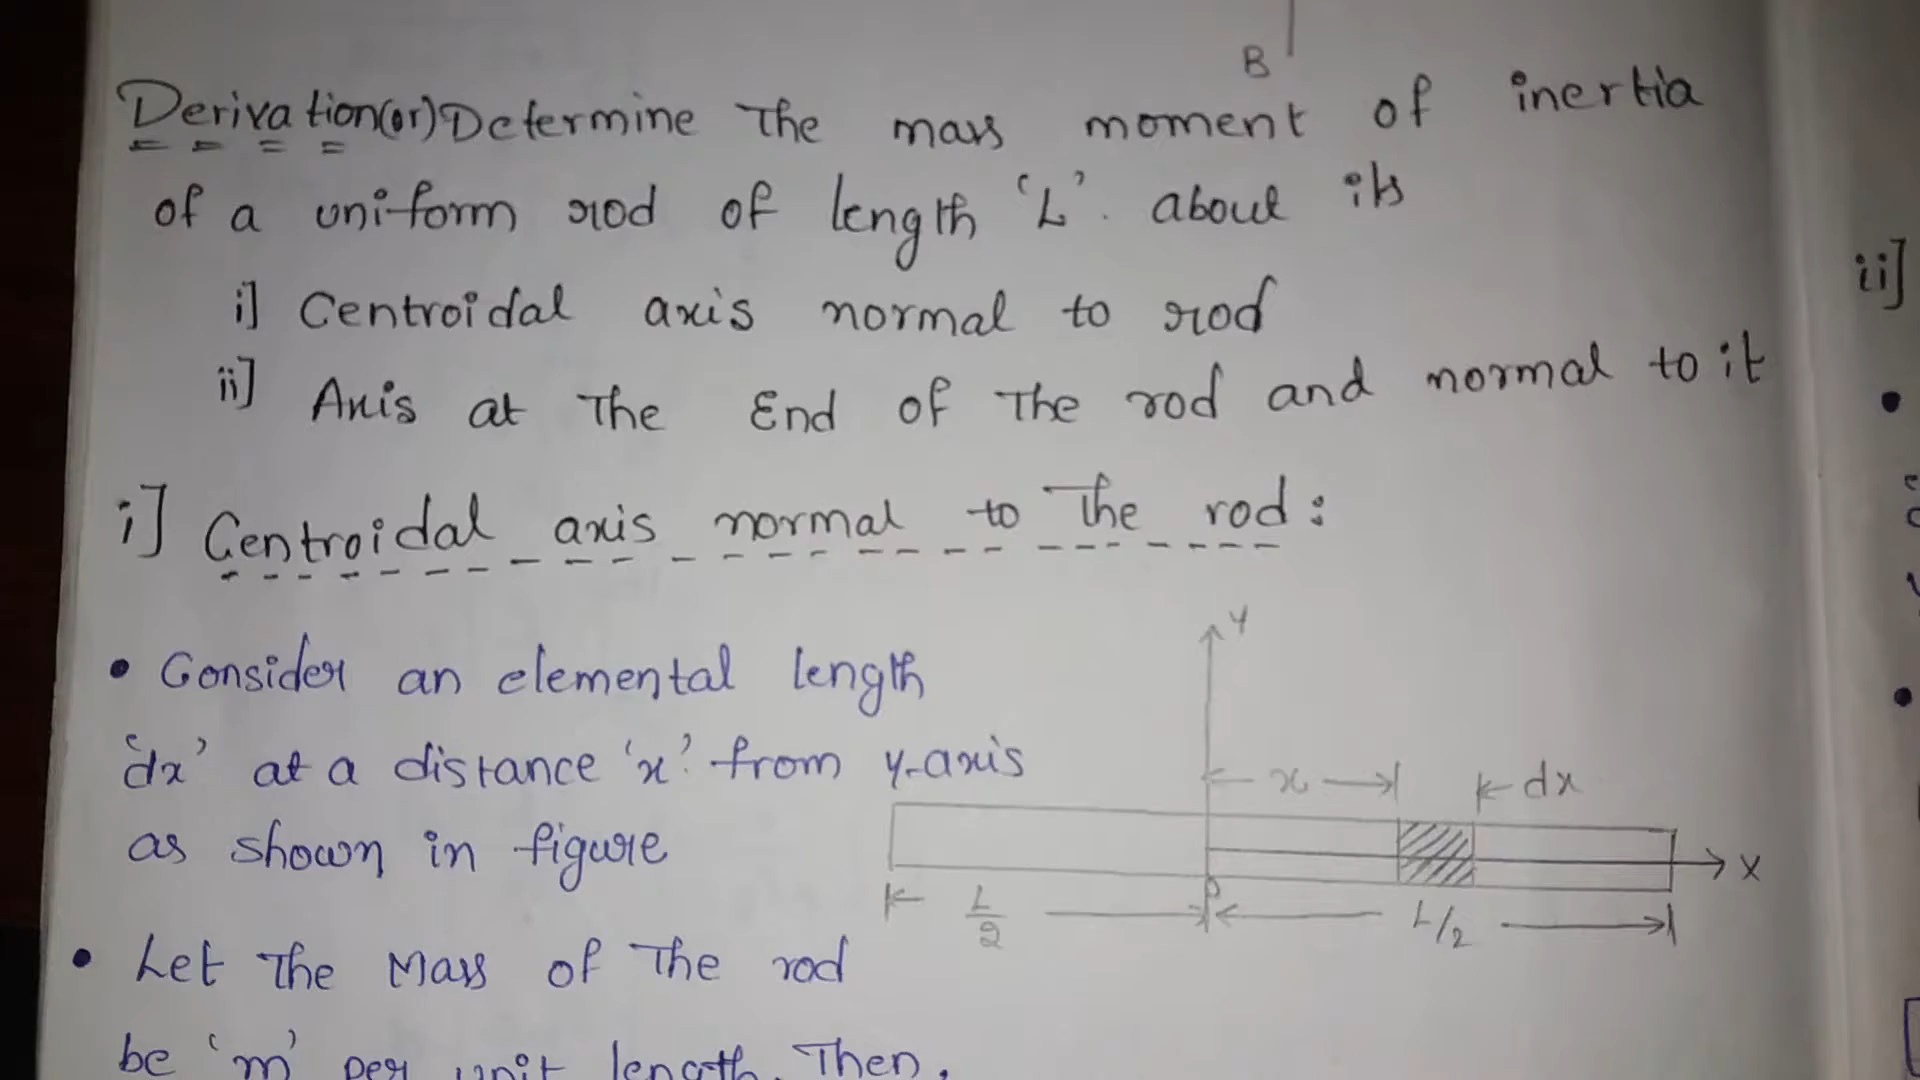 B
Derivation(or)Determine The mass moment of inertia
of a uniform rod of length 'L'. about its
i] Centroidal axis normal to rod
ii] Axis at The End of The rod and normal to it
i] Centroidal axis normal to The rod:
• Consider an elemental length
'dx' at a distance 'x' from y-axis
as shown in figure
• Let The Mass of The rod
be 'm' per unit length. Then,
Y
x
dx
X
L/2
L/2
ii]